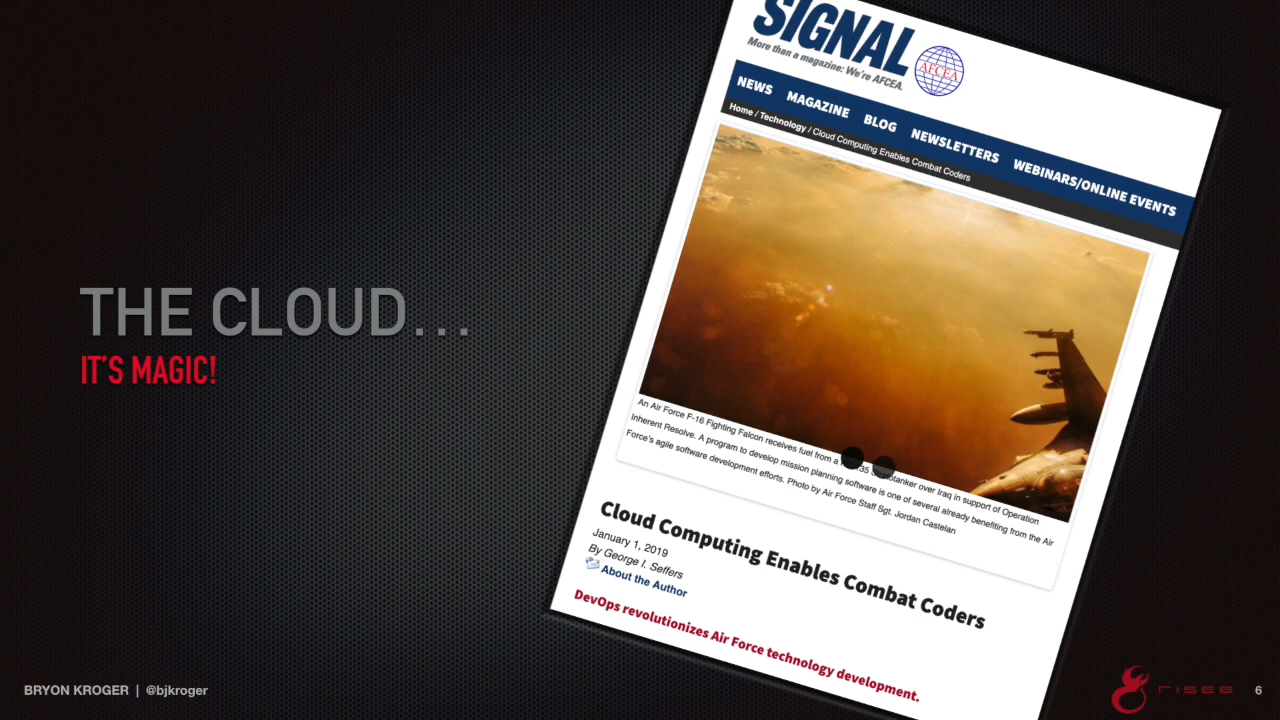 THE CLOUD...
IT'S MAGIC!
SIGNAL
More than a magazine: We're AFCEA.
AFCEA
NEWS MAGAZINE BLOG NEWSLETTERS WEBINARS/ONLINE EVENTS
Home / Technology / Cloud Computing Enables Combat Coders
An Air Force F-16 Fighting Falcon receives fuel from a 35 tanker over Iraq in support of Operation
Inherent Resolve. A program to develop mission planning software is one of several already benefiting from the Air
Force's agile software development efforts. Photo by Air Force Staff Sgt. Jordan Castelan
Cloud Computing Enables Combat Coders
January 1, 2019
By George I. Seffers
About the Author
DevOps revolutionizes Air Force technology development.
BRYON KROGER | @bjkroger
RISE8
6